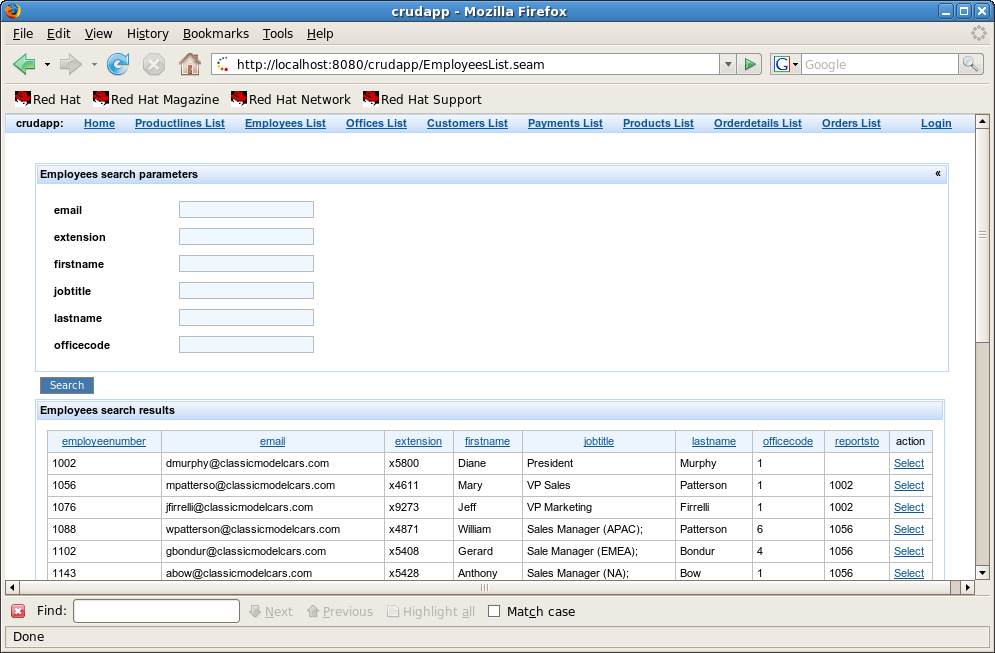 crudapp - Mozilla Firefox
File Edit View History Bookmarks Tools Help
http://localhost:8080/crudapp/EmployeesList.seam G Google
Red Hat Red Hat Magazine Red Hat Network Red Hat Support
crudapp: Home Productlines List Employees List Offices List Customers List Payments List Products List Orderdetails List Orders List Login
Employees search parameters «
email
extension
firstname
jobtitle
lastname
officecode
Search
Employees search results
employeenumber email extension firstname jobtitle lastname officecode reportsto action
1002 dmurphy@classicmodelcars.com x5800 Diane President Murphy 1 Select
1056 mpatterso@classicmodelcars.com x4611 Mary VP Sales Patterson 1 1002 Select
1076 jfirrelli@classicmodelcars.com x9273 Jeff VP Marketing Firrelli 1 1002 Select
1088 wpatterson@classicmodelcars.com x4871 William Sales Manager (APAC); Patterson 6 1056 Select
1102 gbondur@classicmodelcars.com x5408 Gerard Sale Manager (EMEA); Bondur 4 1056 Select
1143 abow@classicmodelcars.com x5428 Anthony Sales Manager (NA); Bow 1 1056 Select
Find: Next Previous Highlight all Match case
Done